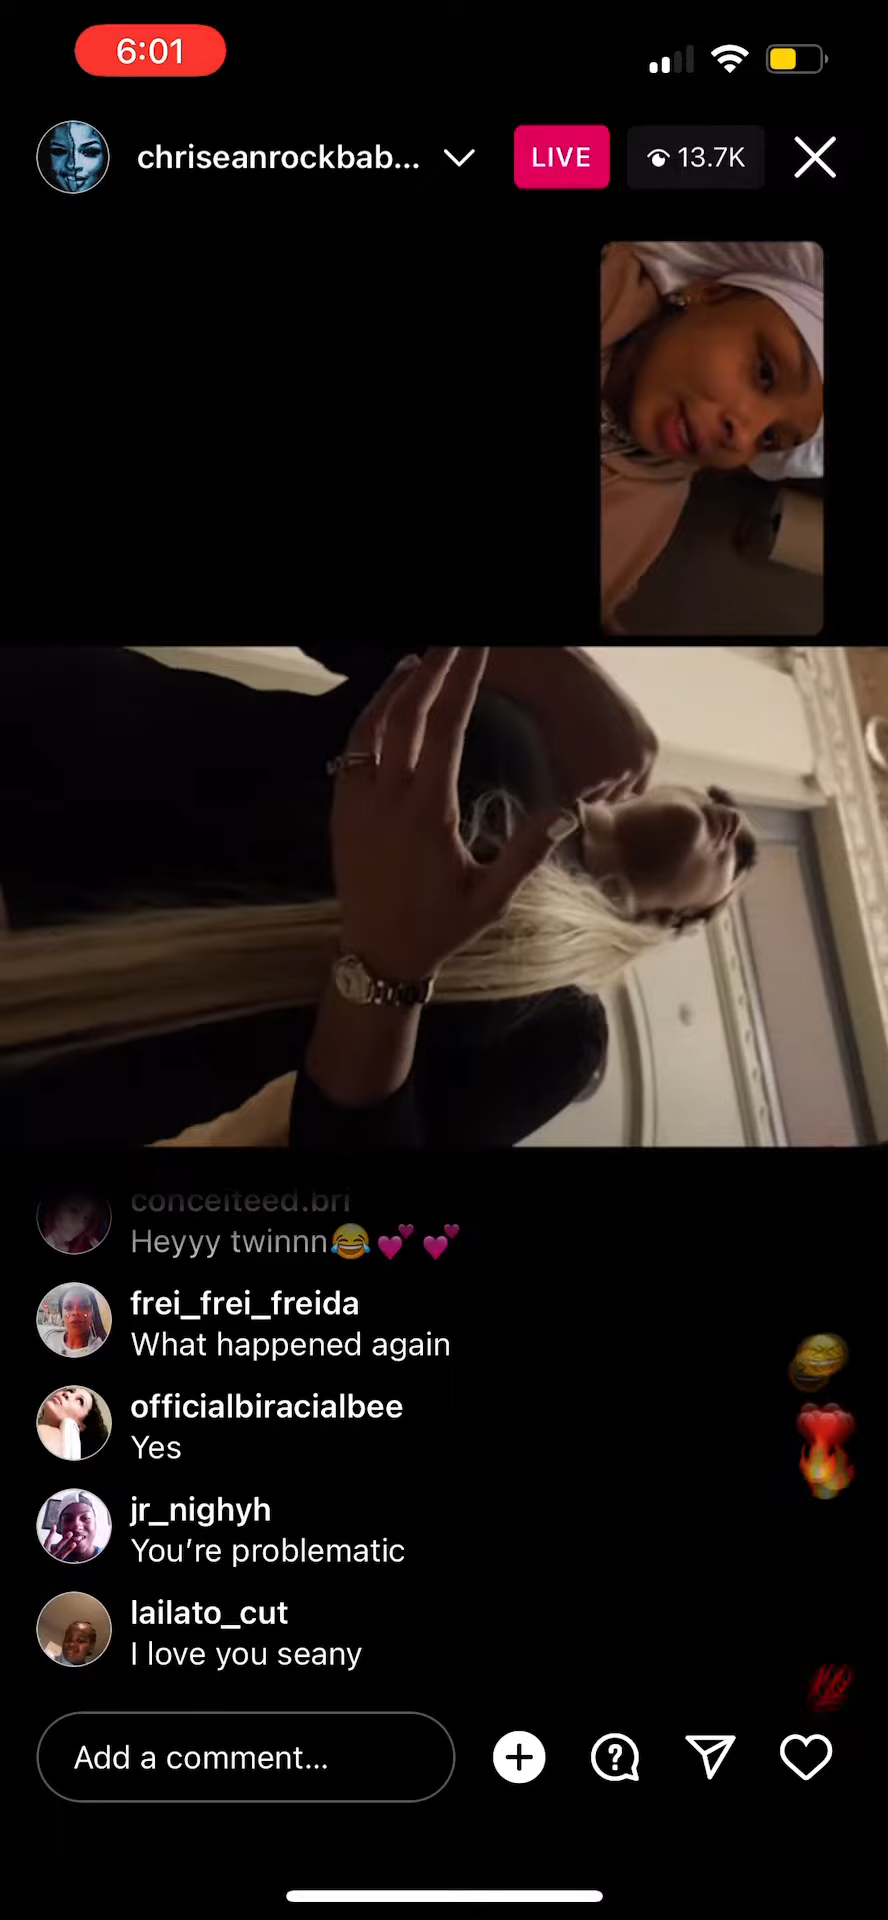 6:01
chriseanrockbab...
LIVE
13.7K
conceiteed.bri
Heyyy twinnn😂💕💕
frei_frei_freida
What happened again
officialbiracialbee
Yes
jr_nighyh
You’re problematic
lailato_cut
I love you seany
Add a comment...